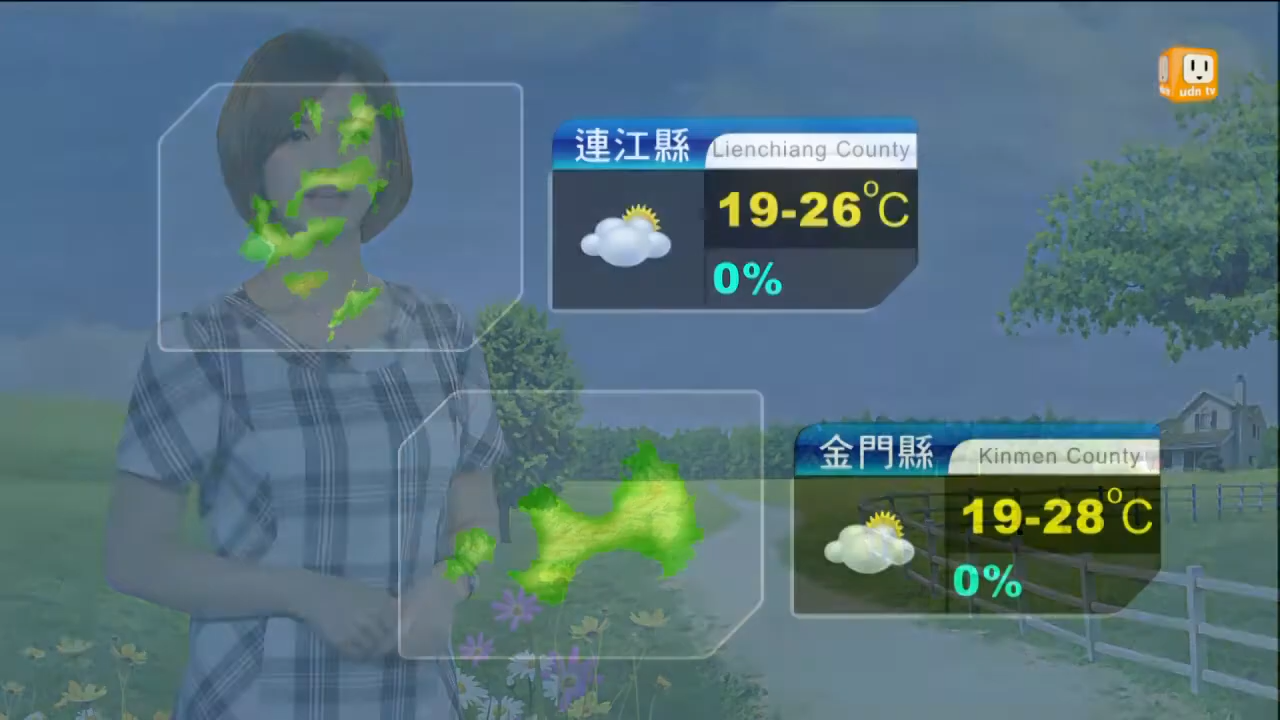 udn tv
連江縣 Lienchiang County
19-26°C
0%
金門縣 Kinmen County
19-28°C
0%